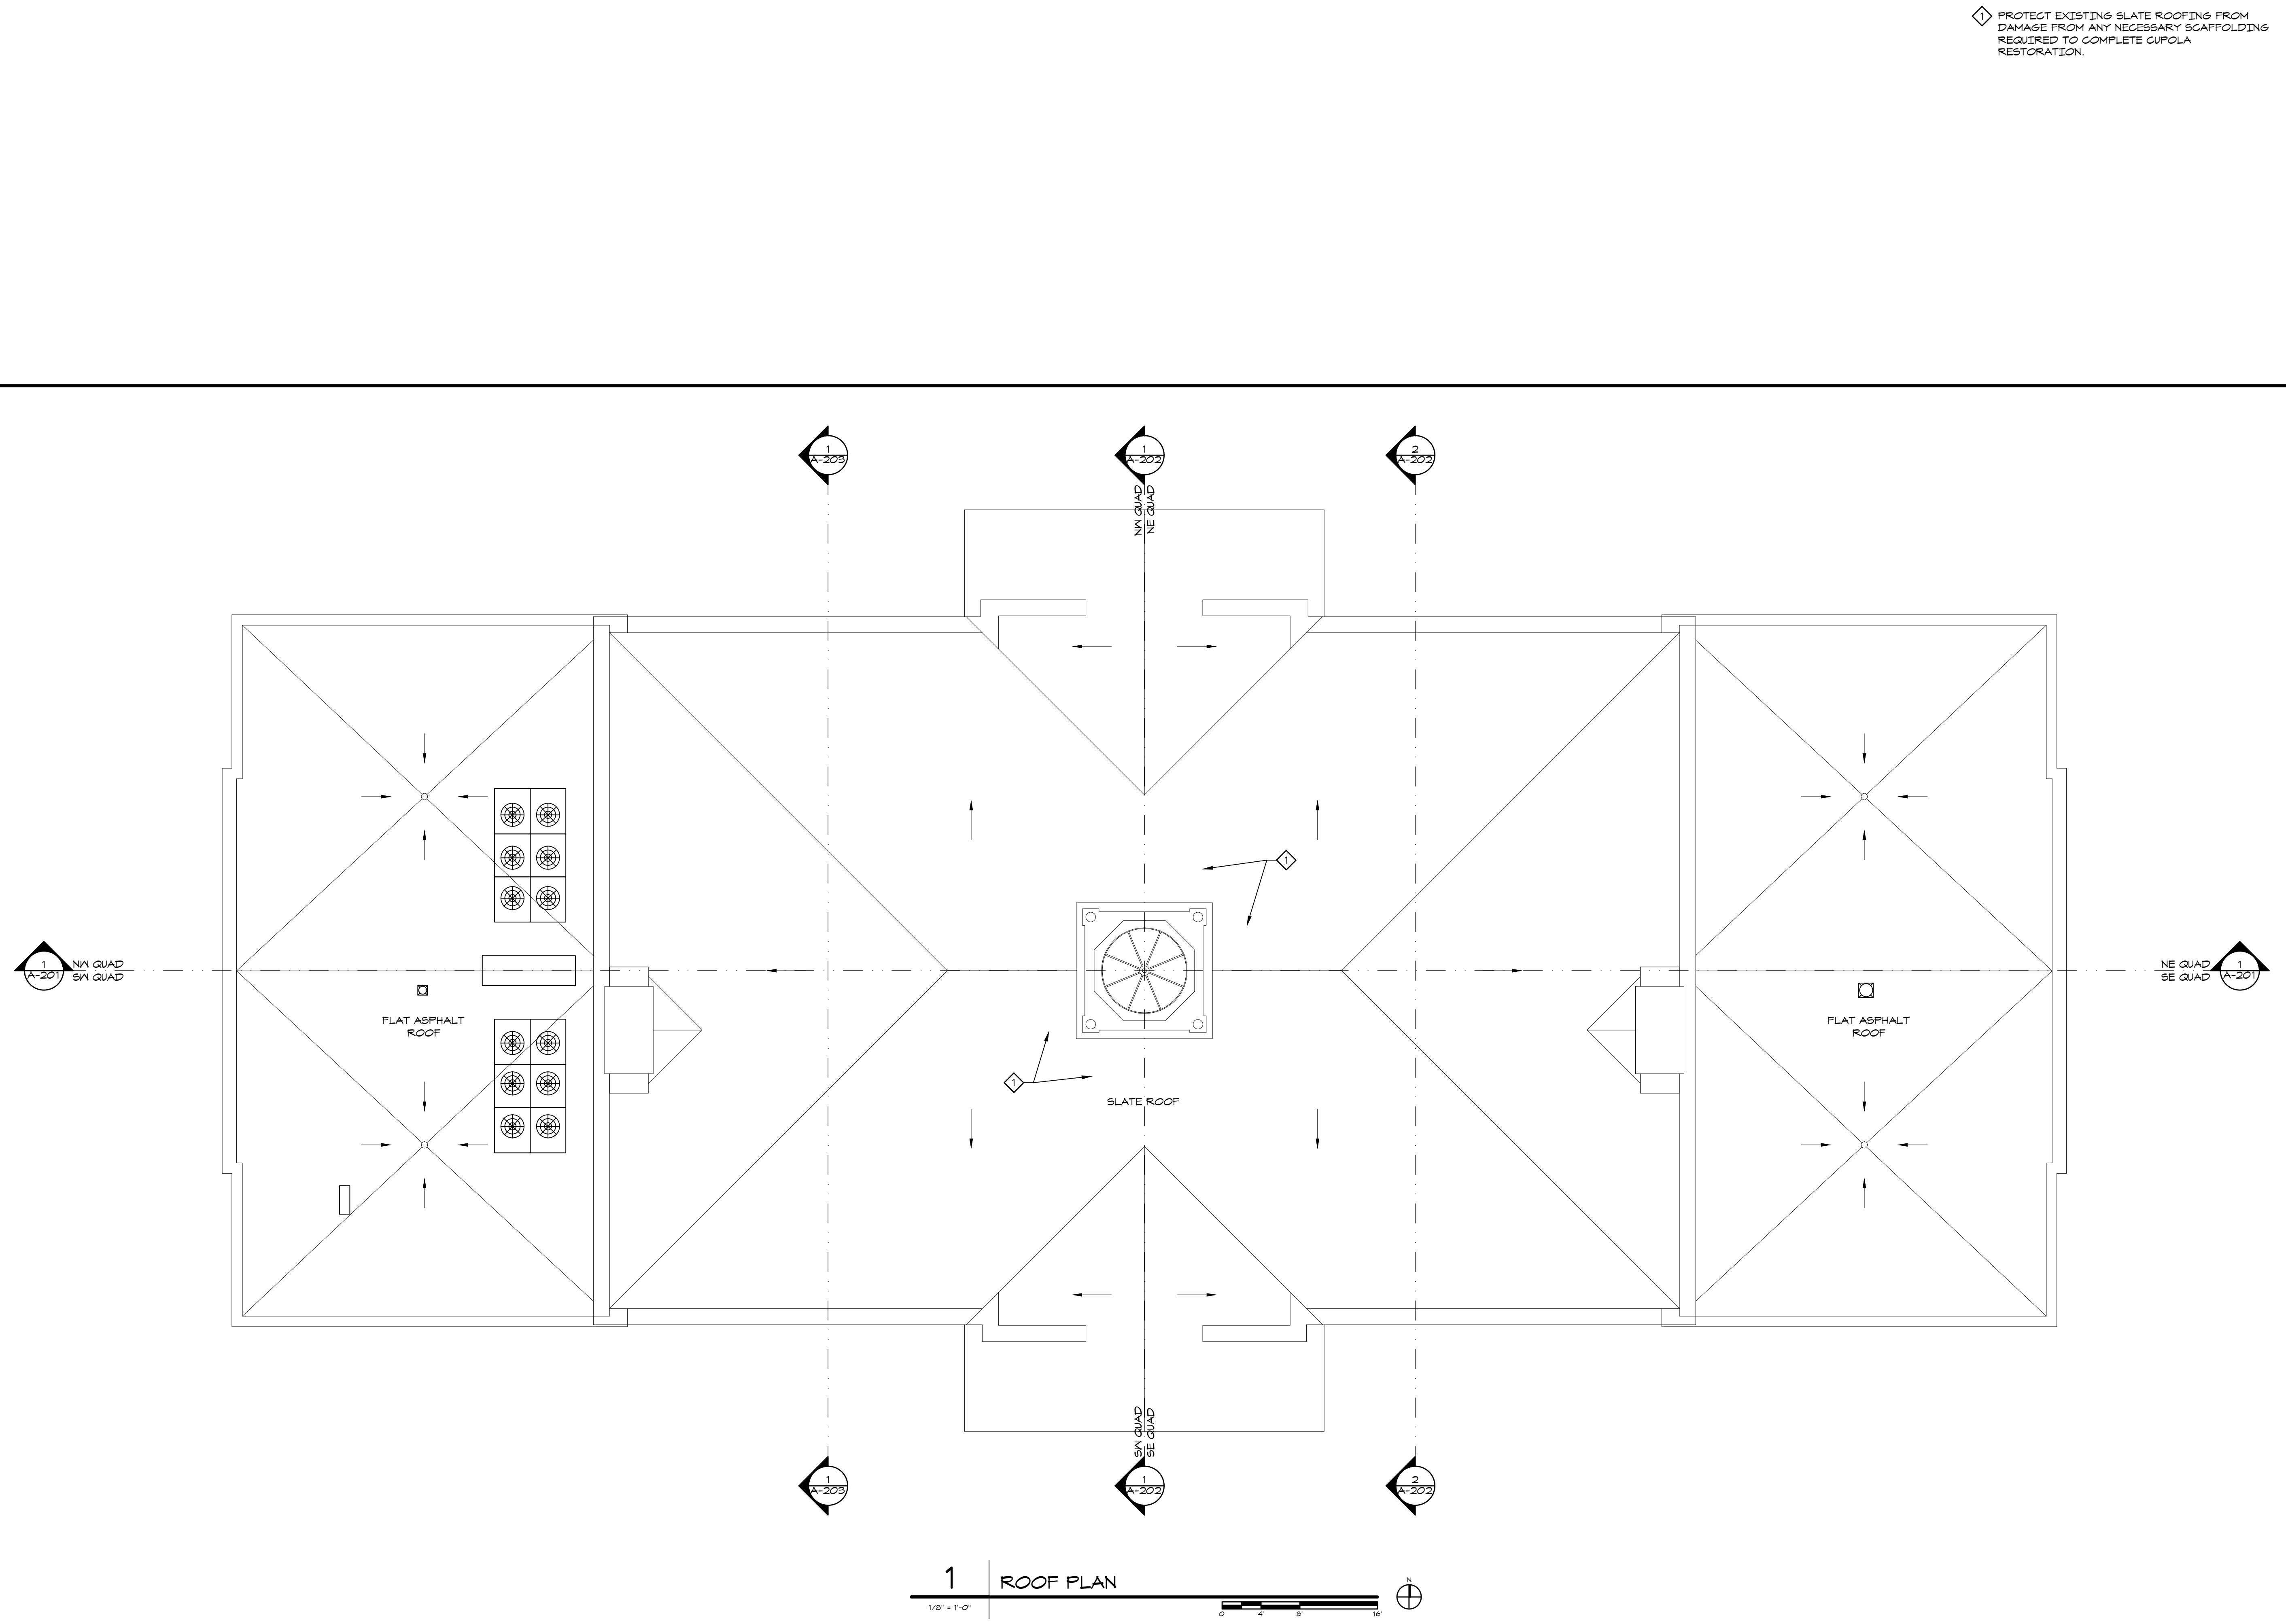 1 PROTECT EXISTING SLATE ROOFING FROM
DAMAGE FROM ANY NECESSARY SCAFFOLDING
REQUIRED TO COMPLETE CUPOLA
RESTORATION.
1
A-203
1
A-202
2
A-202
NW QUAD
NE QUAD
1
1
A-201
NW QUAD
SW QUAD
NE QUAD
SE QUAD
1
A-201
FLAT ASPHALT
ROOF
FLAT ASPHALT
ROOF
1
SLATE ROOF
SW QUAD
SE QUAD
1
A-203
1
A-202
2
A-202
1 ROOF PLAN
1/8" = 1'-0"
0 4' 8' 16'
N